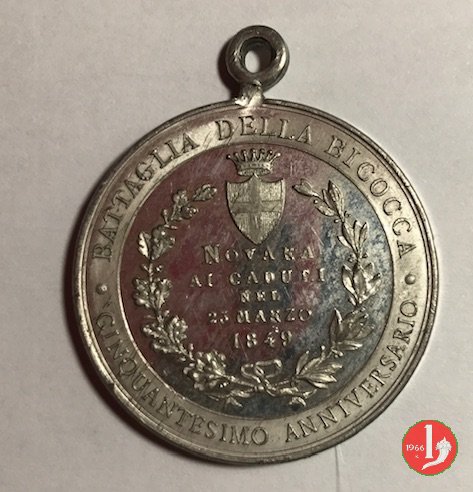 BATTAGLIA DELLA BICOCCA
NOVARA
AI CADUTI
NEL
23 MARZO
1849
· CINQUANTESIMO ANNIVERSARIO ·
1966